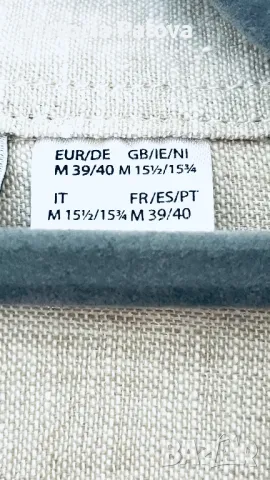 EUR/DE GB/IE/NI
M 39/40 M 15½/15¾
IT FR/ES/PT
M 15½/15¾ M 39/40
BAZAR